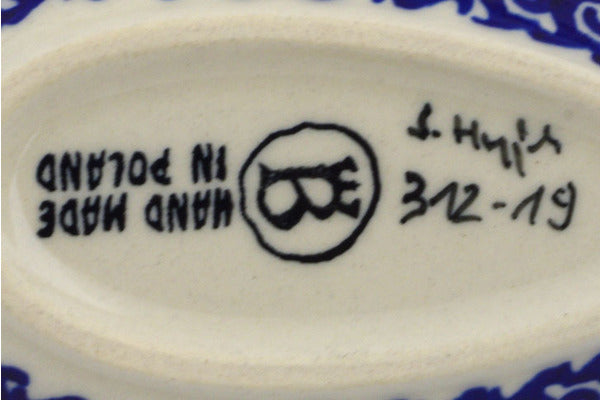 HAND MADE
IN POLAND
B
312-19